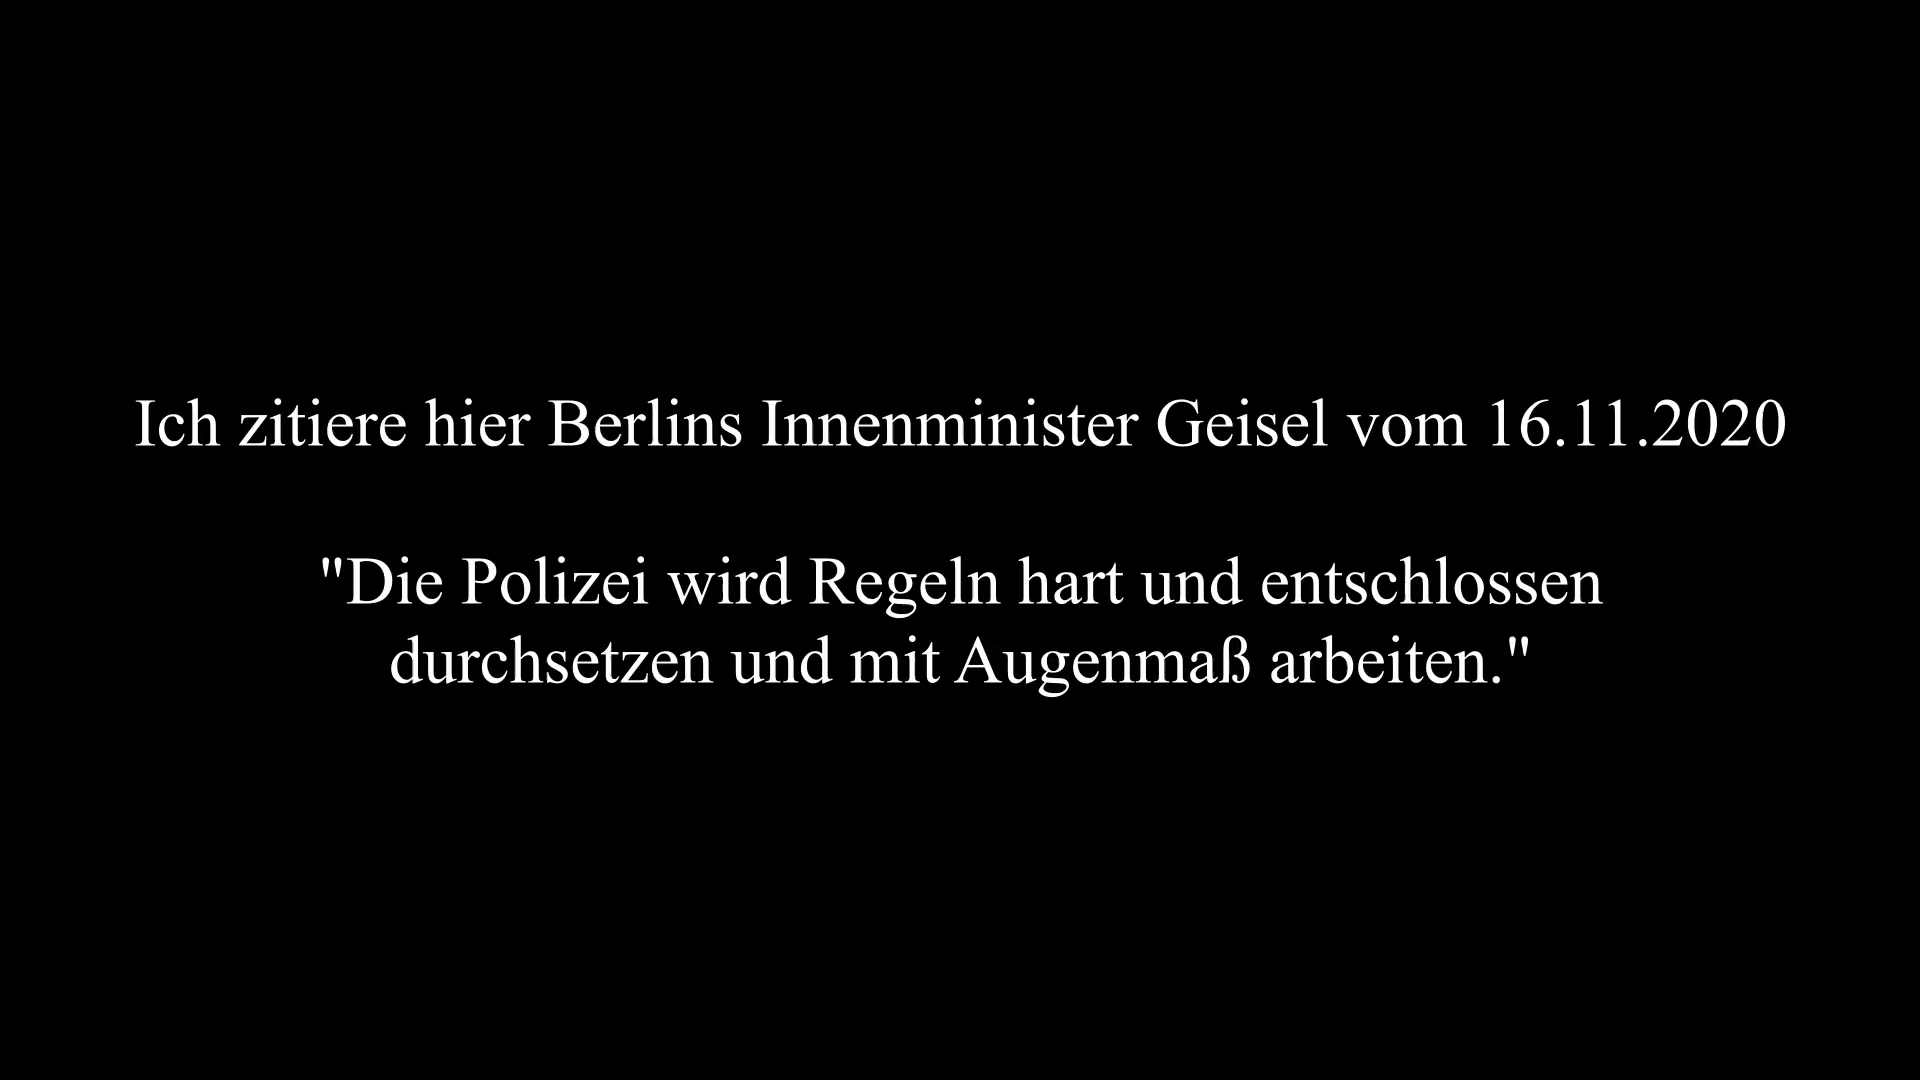 Ich zitiere hier Berlins Innenminister Geisel vom 16.11.2020
"Die Polizei wird Regeln hart und entschlossen
durchsetzen und mit Augenmaß arbeiten."